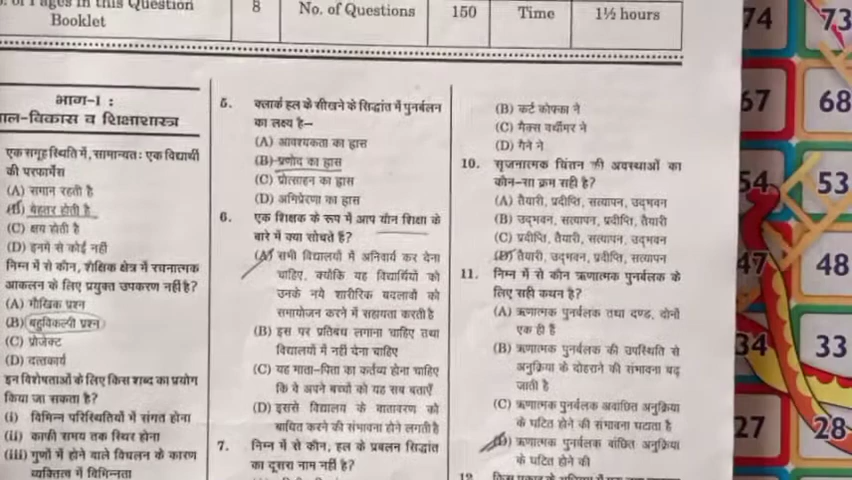 Pages in this Question
Booklet
8
No. of Questions
150
Time
1½ hours
भाग-I :
बाल-विकास व शिक्षाशास्त्र
एक समूह स्थिति में, सामान्यतः एक विद्यार्थी
की परफार्मेंस
(A) समान रहती है
(B) बेहतर होती है
(C) क्षय होती है
(D) इनमें से कोई नहीं
निम्न में से कौन, शैक्षिक क्षेत्र में रचनात्मक
आकलन के लिए प्रयुक्त उपकरण नहीं है?
(A) मौखिक प्रश्न
(B) बहुविकल्पी प्रश्न
(C) प्रोजेक्ट
(D) दत्तकार्य
इन विशेषताओं के लिए किस शब्द का प्रयोग
किया जा सकता है?
(i) विभिन्न परिस्थितियों में संगत होना
(ii) काफी समय तक स्थिर होना
(iii) गुणों में होने वाले विचलन के कारण
व्यक्तित्व में विभिन्नता
5. क्लार्क हल के सीखने के सिद्धांत में पुनर्बलन
का लक्ष्य है—
(A) आवश्यकता का ह्रास
(B) प्रणोद का ह्रास
(C) प्रोत्साहन का ह्रास
(D) अभिप्रेरणा का ह्रास
6. एक शिक्षक के रूप में आप यौन शिक्षा के
बारे में क्या सोचते हैं?
(A) सभी विद्यालयों में अनिवार्य कर देना
चाहिए, क्योंकि यह विद्यार्थियों को
उनके नये शारीरिक बदलावों को
समायोजन करने में सहायता करती है
(B) इस पर प्रतिबंध लगाना चाहिए तथा
विद्यालयों में नहीं देना चाहिए
(C) यह माता-पिता का कर्तव्य होना चाहिए
कि वे अपने बच्चों को यह सब बताएँ
(D) इससे विद्यालय के वातावरण को
बाधित करने की संभावना होने लगती है
7. निम्न में से कौन, हल के प्रबलन सिद्धांत
का दूसरा नाम नहीं है?
(B) कर्ट कोफ्का ने
(C) मैक्स वर्थीमर ने
(D) गैने ने
10. सृजनात्मक चिंतन की अवस्थाओं का
कौन-सा क्रम सही है?
(A) तैयारी, प्रदीप्ति, सत्यापन, उद्‌भवन
(B) उद्‌भवन, सत्यापन, प्रदीप्ति, तैयारी
(C) प्रदीप्ति, तैयारी, सत्यापन, उद्‌भवन
(D) तैयारी, उद्‌भवन, प्रदीप्ति, सत्यापन
11. निम्न में से कौन ऋणात्मक पुनर्बलक के
लिए सही कथन है?
(A) ऋणात्मक पुनर्बलक तथा दण्ड, दोनों
एक ही हैं
(B) ऋणात्मक पुनर्बलक की उपस्थिति से
अनुक्रिया के दोहराने की संभावना बढ़
जाती है
(C) ऋणात्मक पुनर्बलक अवांछित अनुक्रिया
के घटित होने की संभावना घटाता है
(D) ऋणात्मक पुनर्बलक वांछित अनुक्रिया
के घटित होने की
12
74 73
67 68
54 53
47 48
34 33
27 28